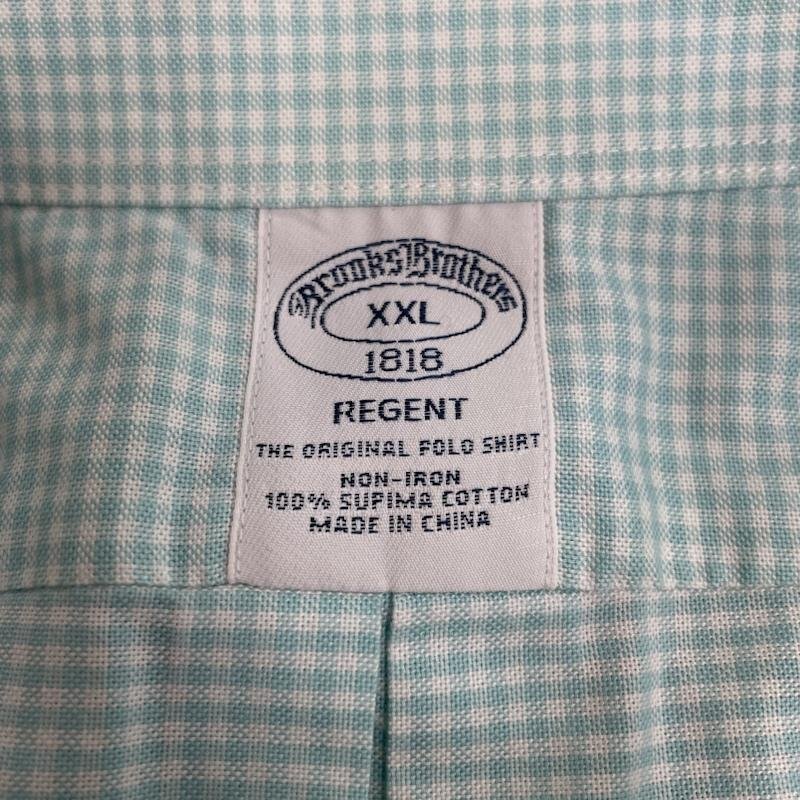 Brooks Brothers
XXL
1818
REGENT
THE ORIGINAL POLO SHIRT
NON-IRON
100% SUPIMA COTTON
MADE IN CHINA